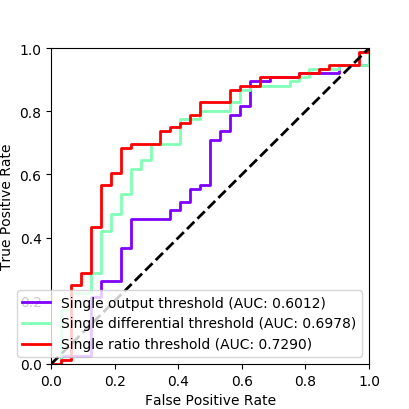 1.0
0.8
0.6
0.4
0.2
0.0
True Positive Rate
Single output threshold (AUC: 0.6012)
Single differential threshold (AUC: 0.6978)
Single ratio threshold (AUC: 0.7290)
0.0 0.2 0.4 0.6 0.8 1.0
False Positive Rate